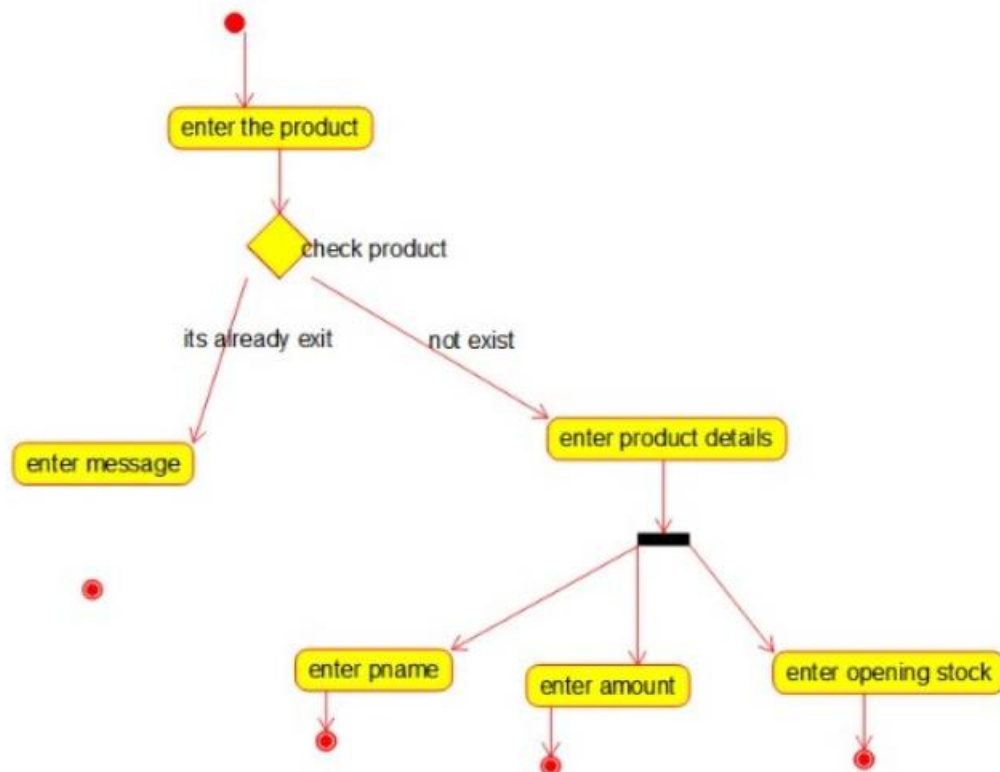 enter the product
check product
its already exit
not exist
enter product details
enter message
enter pname
enter amount
enter opening stock